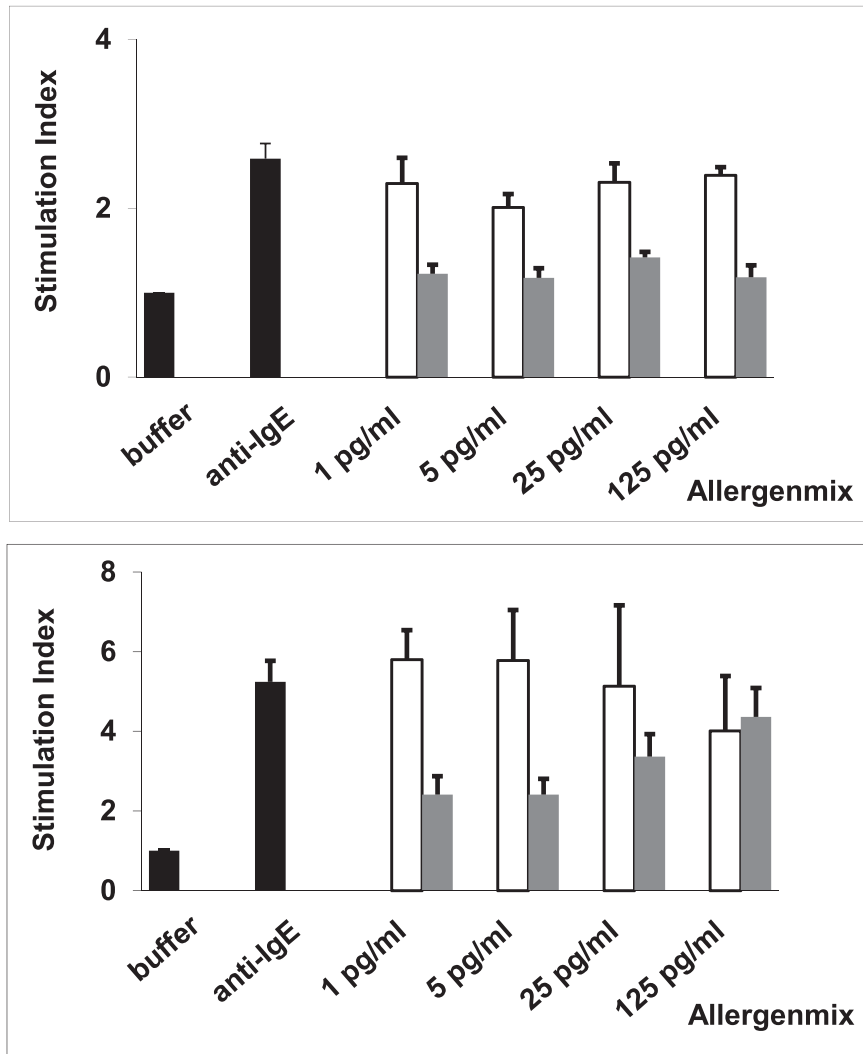 4
2
0
Stimulation Index
buffer
anti-IgE
1 pg/ml
5 pg/ml
25 pg/ml
125 pg/ml
Allergenmix
8
6
4
2
0
Stimulation Index
buffer
anti-IgE
1 pg/ml
5 pg/ml
25 pg/ml
125 pg/ml
Allergenmix